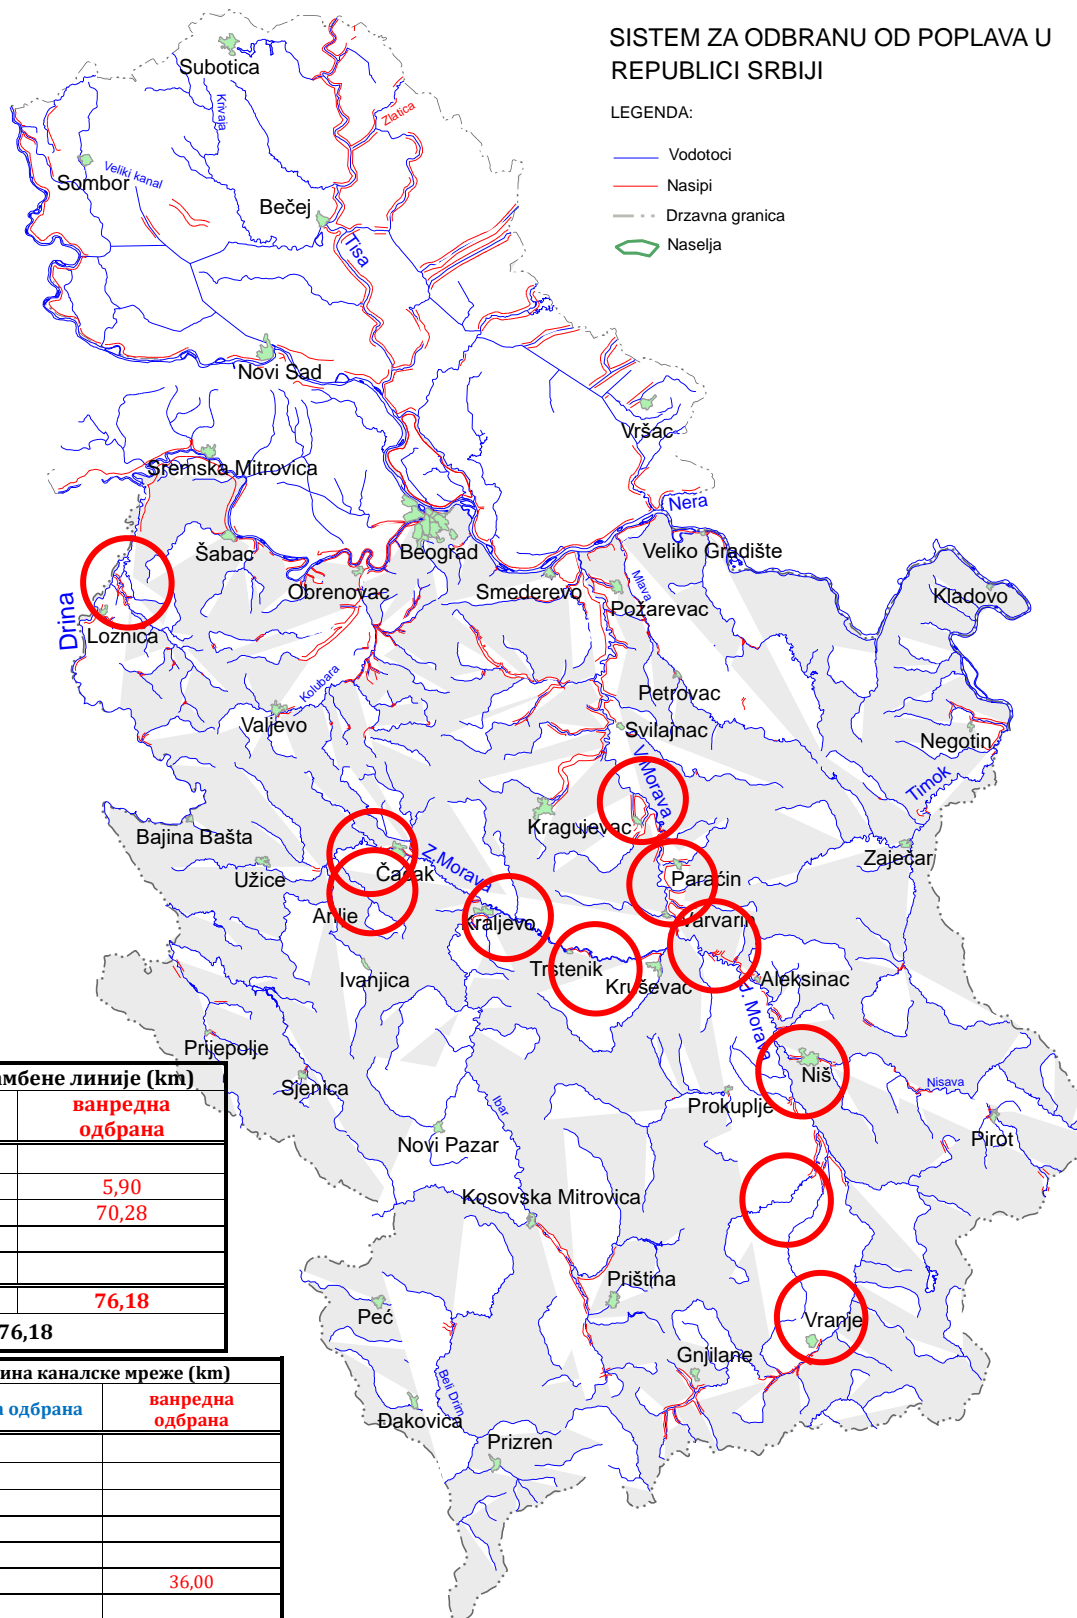 SISTEM ZA ODBRANU OD POPLAVA U
REPUBLICI SRBIJI
LEGENDA:
Vodotoci
Nasipi
Drzavna granica
Naselja
Subotica
Krivaja
Zlatica
Sombor
Veliki kanal
Bečej
Tisa
Novi Sad
Vršac
Sremska Mitrovica
Nera
Šabac
Beograd
Veliko Gradište
Obrenovac
Smederevo
Mlava
Požarevac
Kladovo
Drina
Loznica
Kolubara
Petrovac
Valjevo
Svilajnac
Negotin
V. Morava
Timok
Bajina Bašta
Kragujevac
Z.Morava
Zaječar
Užice
Čačak
Paraćin
Arilje
Kraljevo
Varvarin
Ivanjica
Trstenik
Kruševac
Aleksinac
J. Morava
Prijepolje
Sjenica
Niš
Nisava
Ibar
Prokuplje
Pirot
Novi Pazar
Kosovska Mitrovica
Priština
Peć
Vranje
Gnjilane
Beli Drim
Đakovica
Prizren
мбене линије (km)
ванредна
одбрана
5,90
70,28
76,18
76,18
ина каналске мреже (km)
а одбрана
ванредна
одбрана
36,00